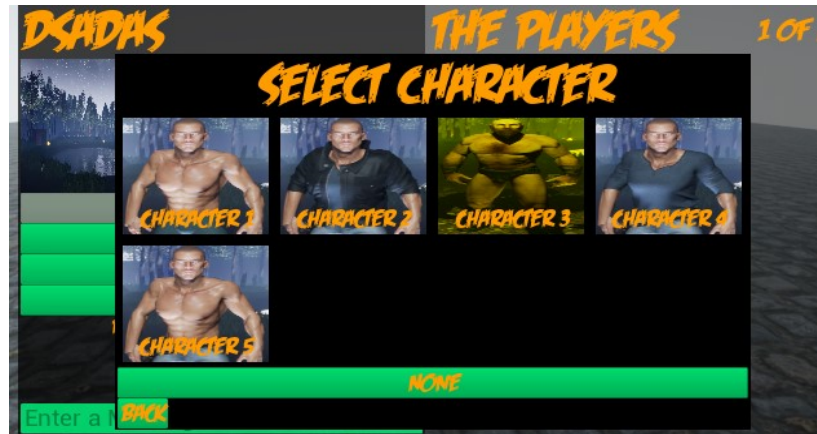 DSADAS
THE PLAYERS
1 OF
SELECT CHARACTER
CHARACTER 1
CHARACTER 2
CHARACTER 3
CHARACTER 4
CHARACTER 5
NONE
BACK
Enter a